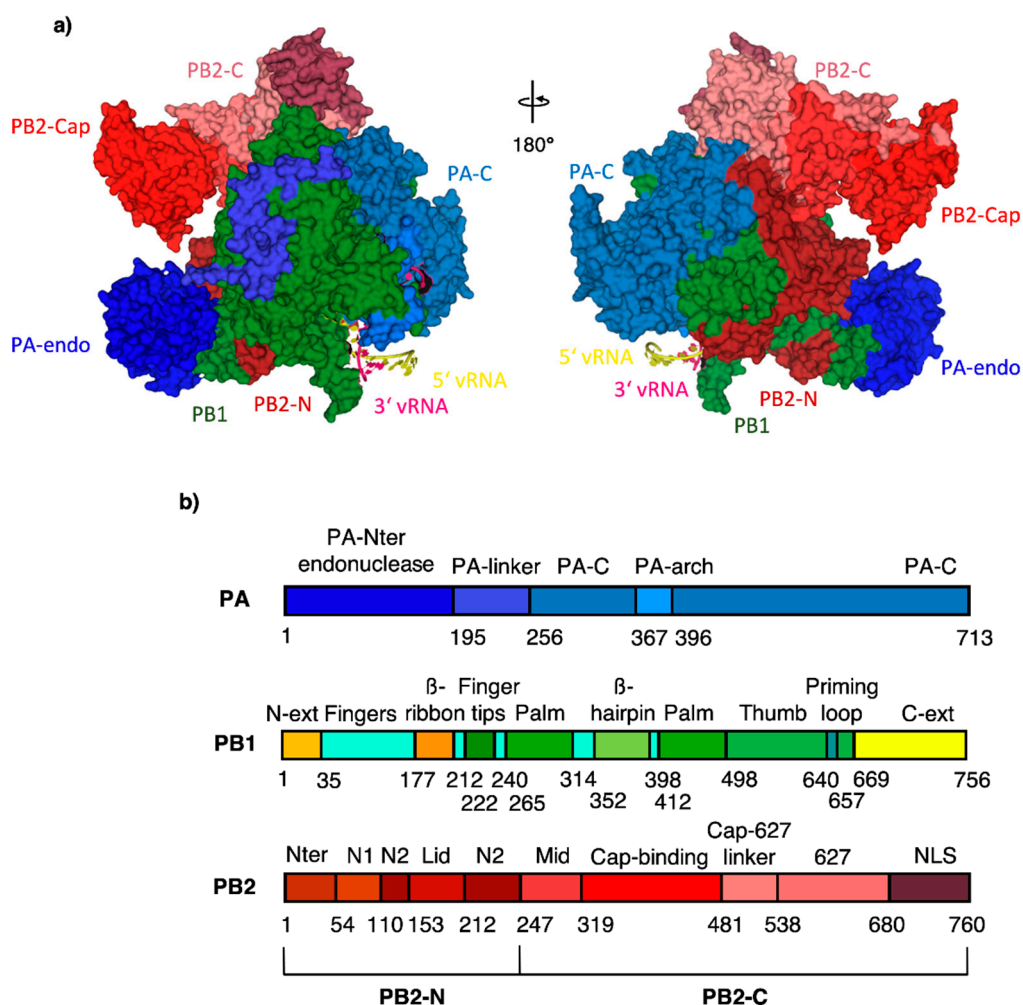 a)
PB2-C
PB2-Cap
PA-C
PA-endo
PB1
PB2-N
3‘ vRNA
5‘ vRNA
180°
PB2-C
PA-C
PB2-Cap
5‘ vRNA
3‘ vRNA
PB2-N
PA-endo
PB1
b)
PA-Nter
endonuclease
PA-linker
PA-C
PA-arch
PA-C
PA
1 195 256 367 396 713
ß- Finger ß- Priming
N-ext Fingers ribbon tips Palm hairpin Palm Thumb loop C-ext
PB1
1 35 177 212 240 314 398 498 640 669 756
222 265 352 412 657
Cap-627
Nter N1 N2 Lid N2 Mid Cap-binding linker 627 NLS
PB2
1 54 110 153 212 247 319 481 538 680 760
PB2-N PB2-C